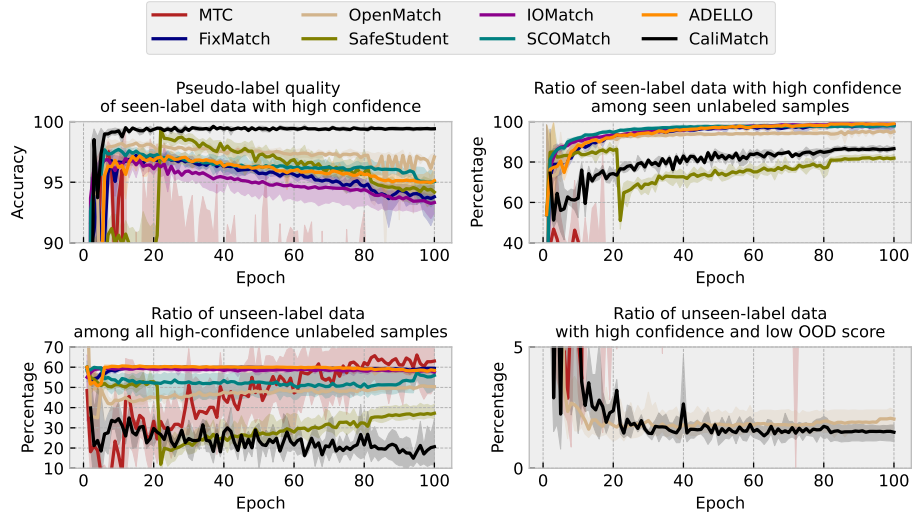 MTC OpenMatch IOMatch ADELLO
FixMatch SafeStudent SCOMatch CaliMatch
Pseudo-label quality
of seen-label data with high confidence
100
95
90
Acccuracy
0 20 40 60 80 100
Epoch
Ratio of seen-label data with high confidence
among seen unlabeled samples
100
80
60
40
Percentage
0 20 40 60 80 100
Epoch
Ratio of unseen-label data
among all high-confidence unlabeled samples
70
60
50
40
30
20
10
Percentage
0 20 40 60 80 100
Epoch
Ratio of unseen-label data
with high confidence and low OOD score
5
0
Percentage
0 20 40 60 80 100
Epoch